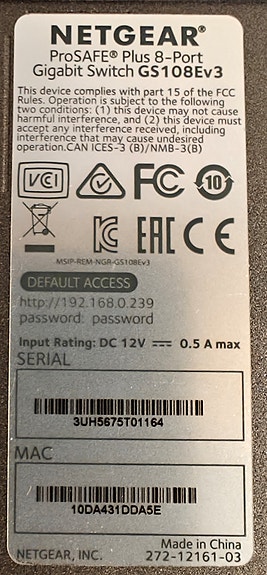 NETGEAR®
ProSAFE® Plus 8-Port
Gigabit Switch GS108Ev3
This device complies with part 15 of the FCC
Rules. Operation is subject to the following
two conditions: (1) this device may not cause
harmful interference, and (2) this device must
accept any interference received, including
interference that may cause undesired
operation.CAN ICES-3 (B)/NMB-3(B)
VCI FC 10
EAC CE
MSIP-REM-NGR-GS108Ev3
DEFAULT ACCESS
http://192.168.0.239
password: password
Input Rating: DC 12V ⎓ 0.5 A max
SERIAL
3UH5675T01164
MAC
10DA431DDA5E
Made in China
NETGEAR, INC. 272-12161-03